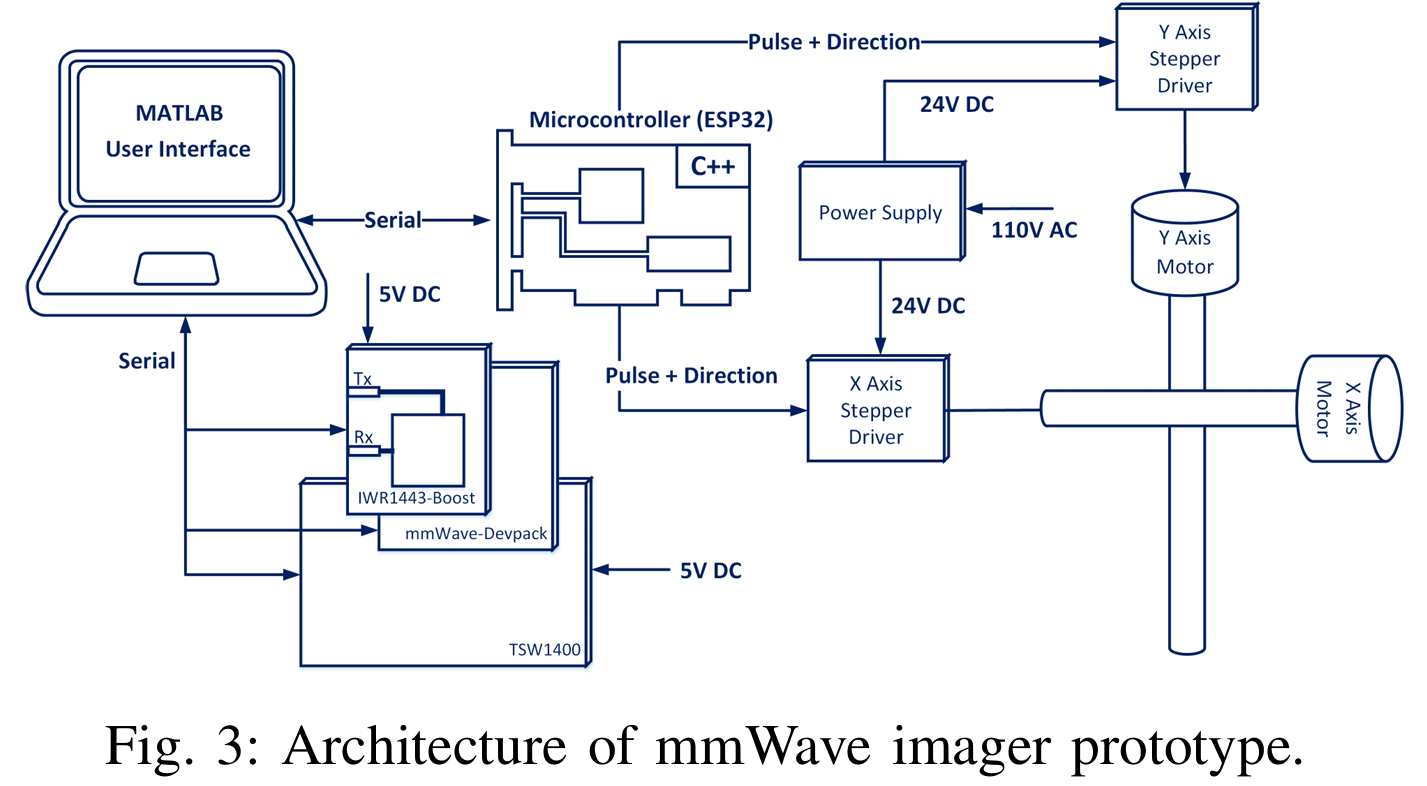 MATLAB
User Interface
Serial
Microcontroller (ESP32)
C++
Pulse + Direction
Y Axis
Stepper
Driver
24V DC
Power Supply
110V AC
24V DC
Y Axis
Motor
5V DC
Serial
Tx
Rx
IWR1443-Boost
mmWave-Devpack
TSW1400
5V DC
Pulse + Direction
X Axis
Stepper
Driver
X Axis
Motor
Fig. 3: Architecture of mmWave imager prototype.